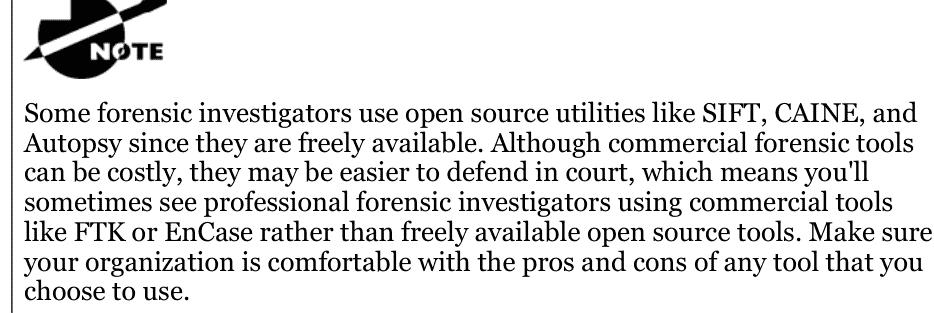 NOTE
Some forensic investigators use open source utilities like SIFT, CAINE, and
Autopsy since they are freely available. Although commercial forensic tools
can be costly, they may be easier to defend in court, which means you'll
sometimes see professional forensic investigators using commercial tools
like FTK or EnCase rather than freely available open source tools. Make sure
your organization is comfortable with the pros and cons of any tool that you
choose to use.